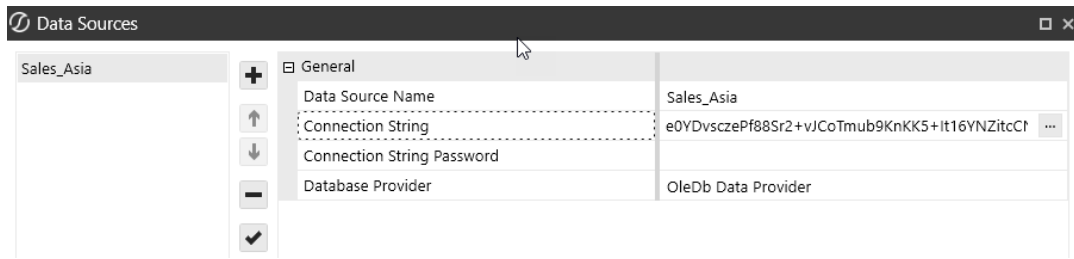 Data Sources
Sales_Asia
General
Data Source Name Sales_Asia
Connection String e0YDvsczePf88Sr2+vJCoTmub9KnKK5+It16YNZitcCN ...
Connection String Password
Database Provider OleDb Data Provider